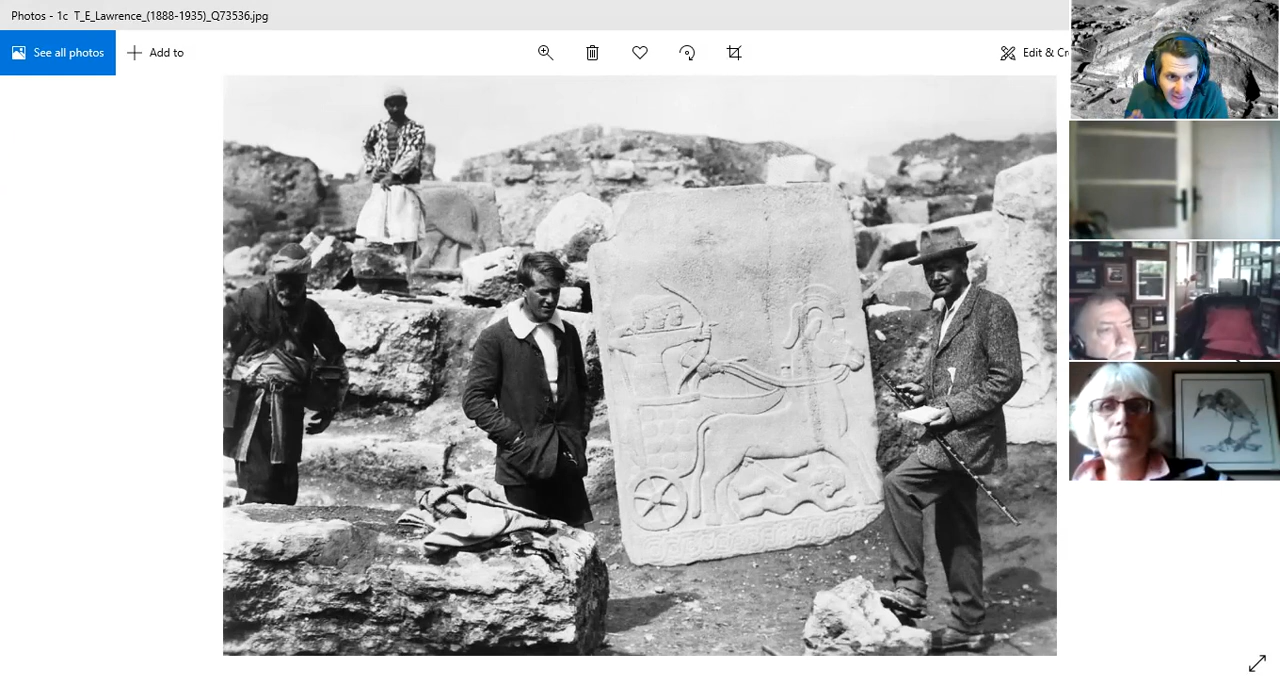 Photos - 1c T_E_Lawrence_(1888-1935)_Q73536.jpg
See all photos
Add to
Edit & Cr